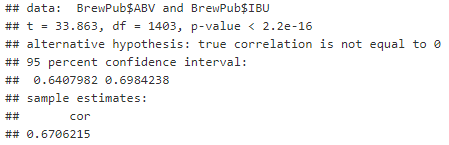 ## data:  BrewPub$ABV and BrewPub$IBU
## t = 33.863, df = 1403, p-value < 2.2e-16
## alternative hypothesis: true correlation is not equal to 0
## 95 percent confidence interval:
##  0.6407982 0.6984238
## sample estimates:
##       cor
## 0.6706215